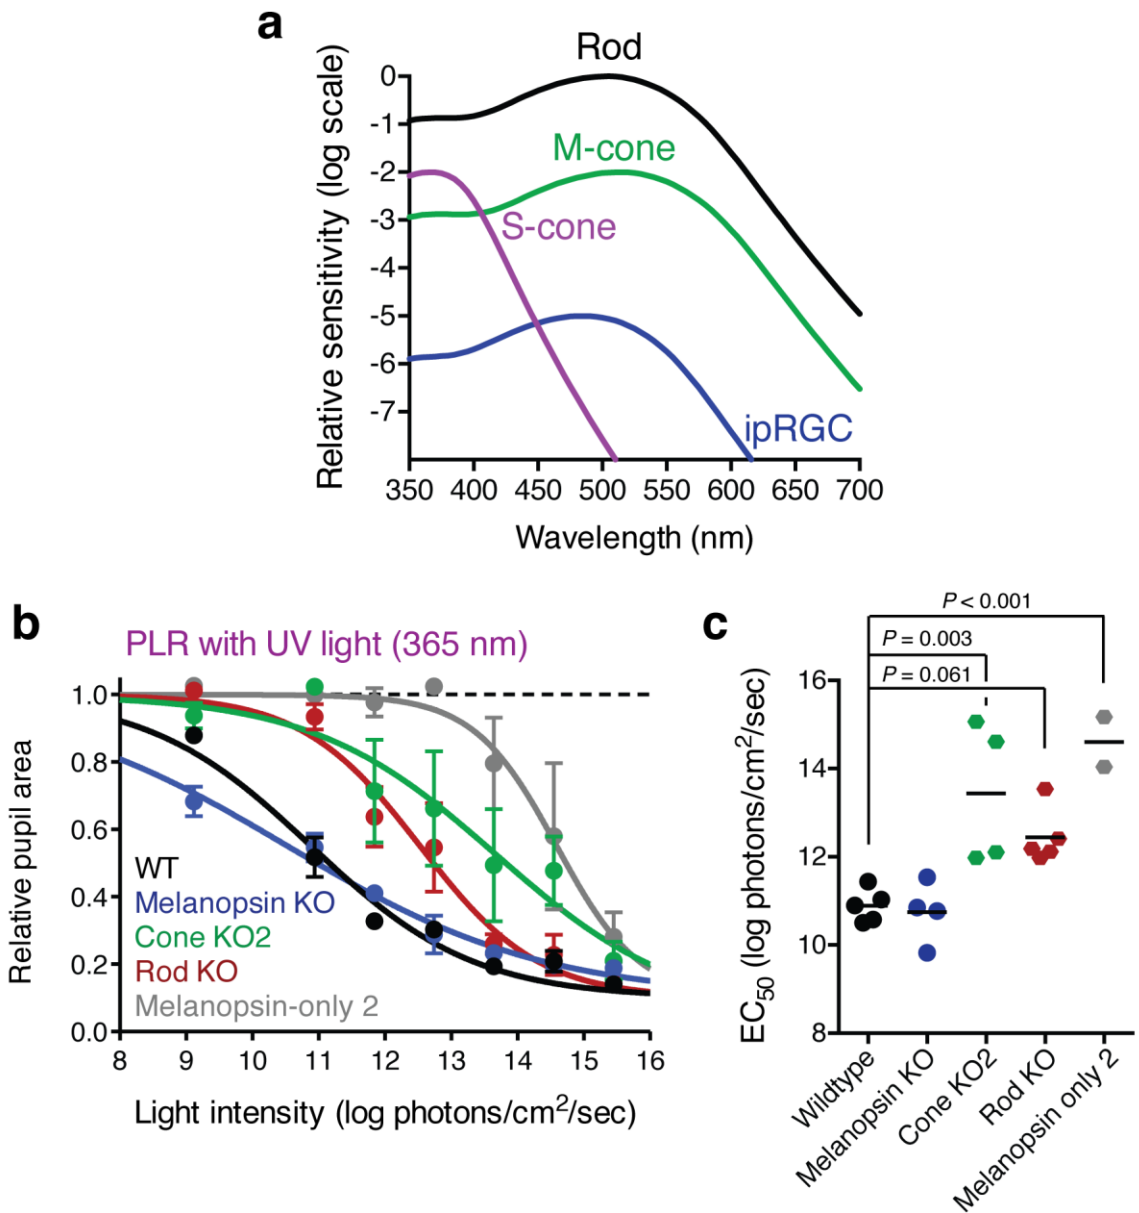 a
Relative sensitivity (log scale)
Rod
M-cone
S-cone
ipRGC
0
-1
-2
-3
-4
-5
-6
-7
350 400 450 500 550 600 650 700
Wavelength (nm)
b
PLR with UV light (365 nm)
Relative pupil area
1.0
0.8
0.6
0.4
0.2
0.0
WT
Melanopsin KO
Cone KO2
Rod KO
Melanopsin-only 2
8 9 10 11 12 13 14 15 16
Light intensity (log photons/cm²/sec)
c
P < 0.001
P = 0.003
P = 0.061
EC₅₀ (log photons/cm²/sec)
16
14
12
10
8
Wildtype
Melanopsin KO
Cone KO2
Rod KO
Melanopsin only 2